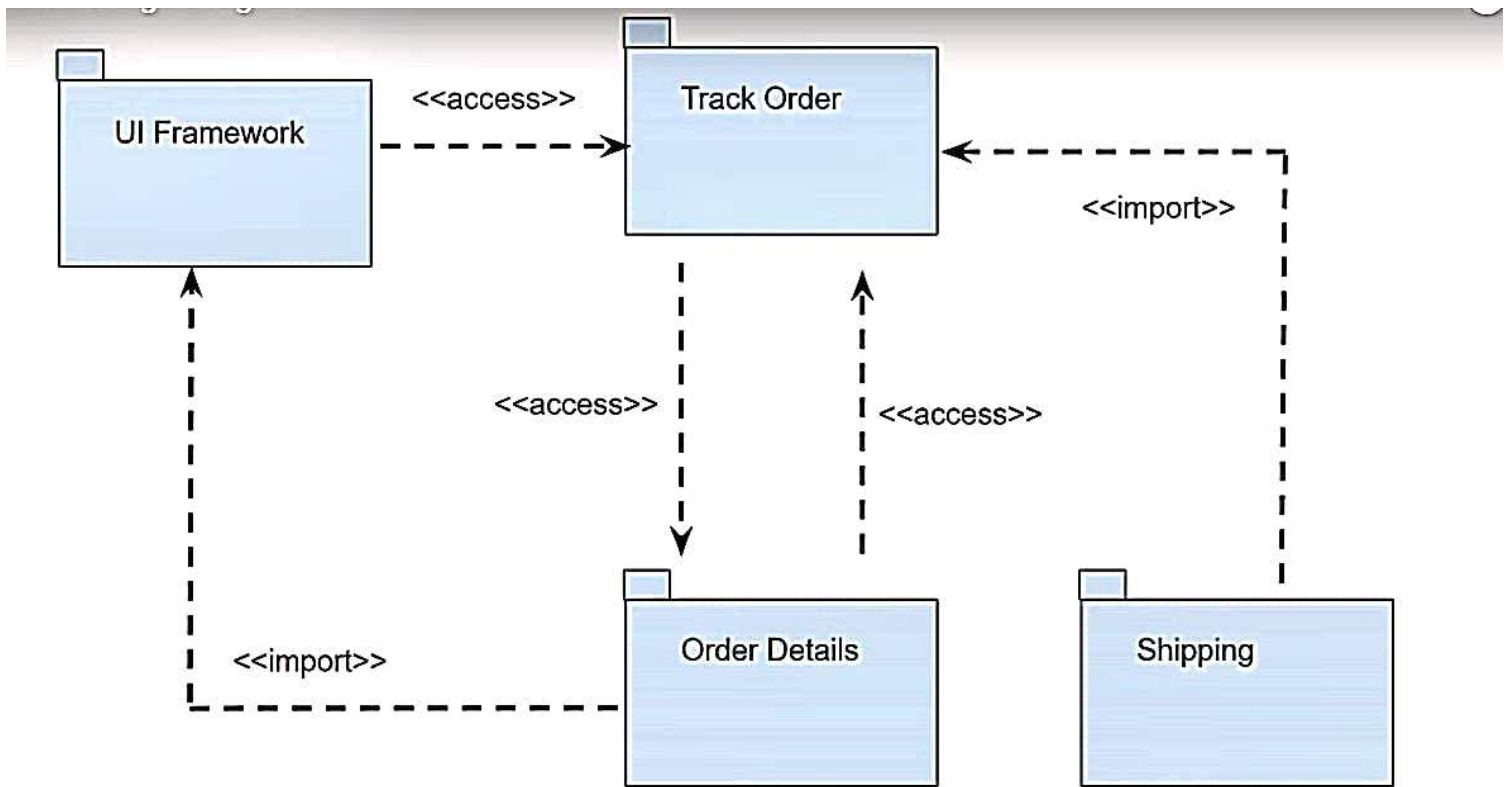 <<access>>
Track Order
UI Framework
<<import>>
<<access>>
<<access>>
Order Details
Shipping
<<import>>